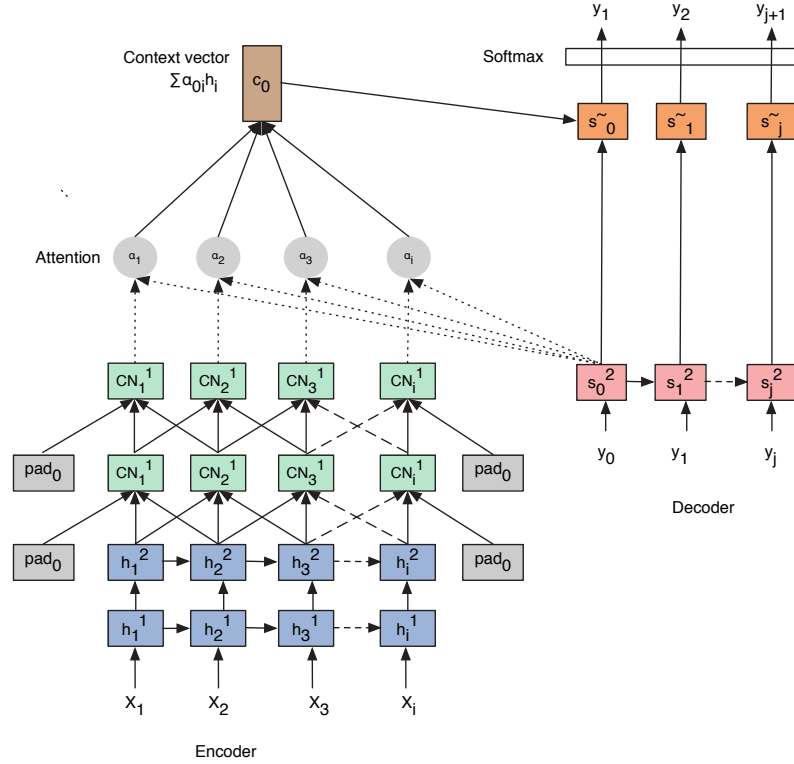 y₁ y₂ yⱼ₊₁
Softmax
Context vector
∑α₀ᵢhᵢ
c₀
s~₀ s~₁ s~ⱼ
Attention
α₁ α₂ α₃ αᵢ
CN₁¹ CN₂¹ CN₃¹ CNᵢ¹
s₀² s₁² sⱼ²
y₀ y₁ yⱼ
pad₀ CN₁¹ CN₂¹ CN₃¹ CNᵢ¹ pad₀
Decoder
pad₀ h₁² h₂² h₃² hᵢ² pad₀
h₁¹ h₂¹ h₃¹ hᵢ¹
X₁ X₂ X₃ Xᵢ
Encoder